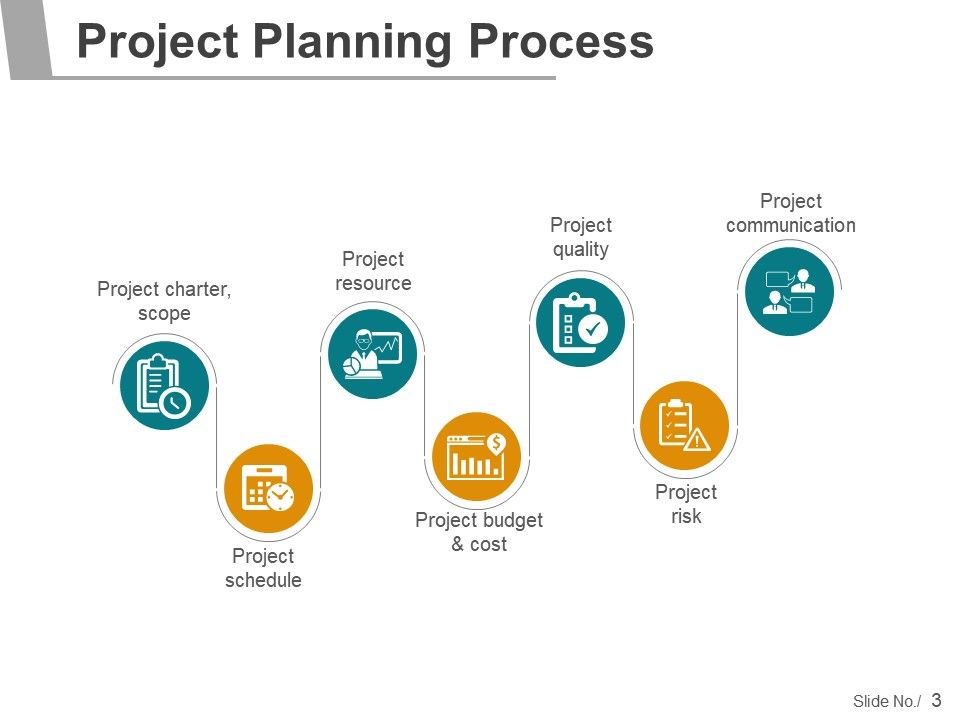 Project Planning Process
Project charter,
scope
Project
schedule
Project
resource
Project budget
& cost
Project
quality
Project
risk
Project
communication
Slide No./ 3